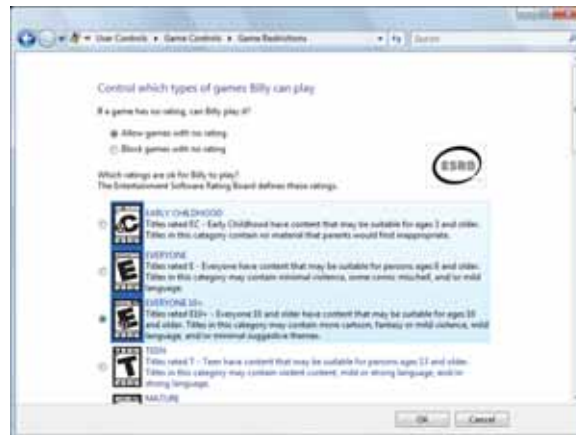 User Controls ▸ Game Controls ▸ Game Restrictions
Search
Control which types of games Billy can play
If a game has no rating, can Billy play it?
Allow games with no rating
Block games with no rating
ESRB
Which ratings are ok for Billy to play?
The Entertainment Software Rating Board defines these ratings.
EARLY CHILDHOOD
Titles rated EC - Early Childhood have content that may be suitable for ages 3 and older.
Titles in this category contain no material that parents would find inappropriate.
EVERYONE
Titles rated E - Everyone have content that may be suitable for persons ages 6 and older.
Titles in this category may contain minimal violence, some comic mischief, and/or mild
language.
EVERYONE 10+
Titles rated E10+ - Everyone 10 and older have content that may be suitable for ages 10
and older. Titles in this category may contain more cartoon, fantasy or mild violence, mild
language, and/or minimal suggestive themes.
TEEN
Titles rated T - Teen have content that may be suitable for persons ages 13 and older.
Titles in this category may contain violent content, mild or strong language, and/or
strong language.
MATURE
OK
Cancel